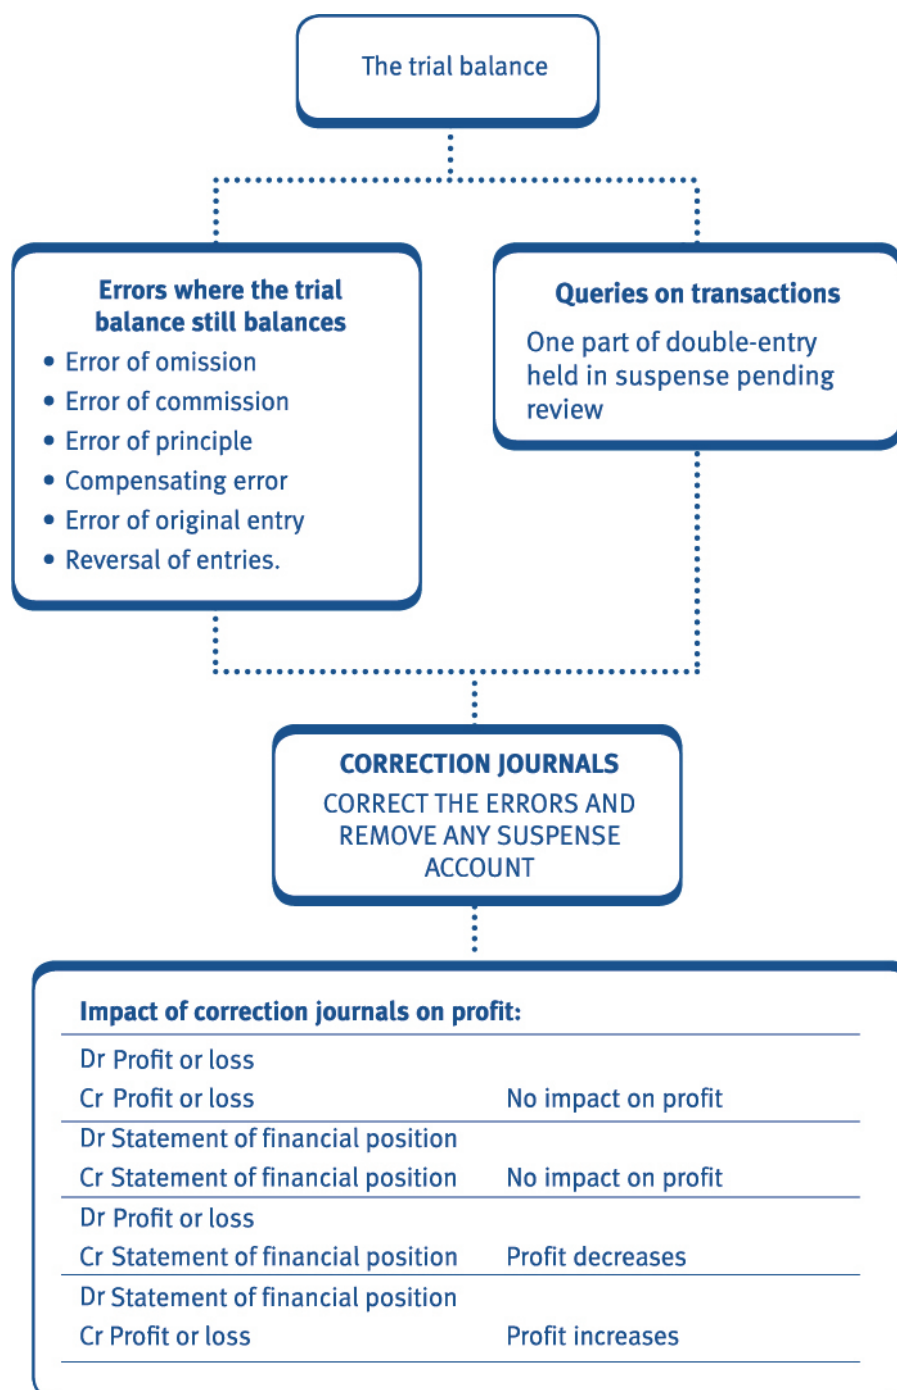 The trial balance
Errors where the trial
balance still balances
• Error of omission
• Error of commission
• Error of principle
• Compensating error
• Error of original entry
• Reversal of entries.
Queries on transactions
One part of double-entry
held in suspense pending
review
CORRECTION JOURNALS
CORRECT THE ERRORS AND
REMOVE ANY SUSPENSE
ACCOUNT
Impact of correction journals on profit:
Dr Profit or loss
Cr Profit or loss No impact on profit
Dr Statement of financial position
Cr Statement of financial position No impact on profit
Dr Profit or loss
Cr Statement of financial position Profit decreases
Dr Statement of financial position
Cr Profit or loss Profit increases